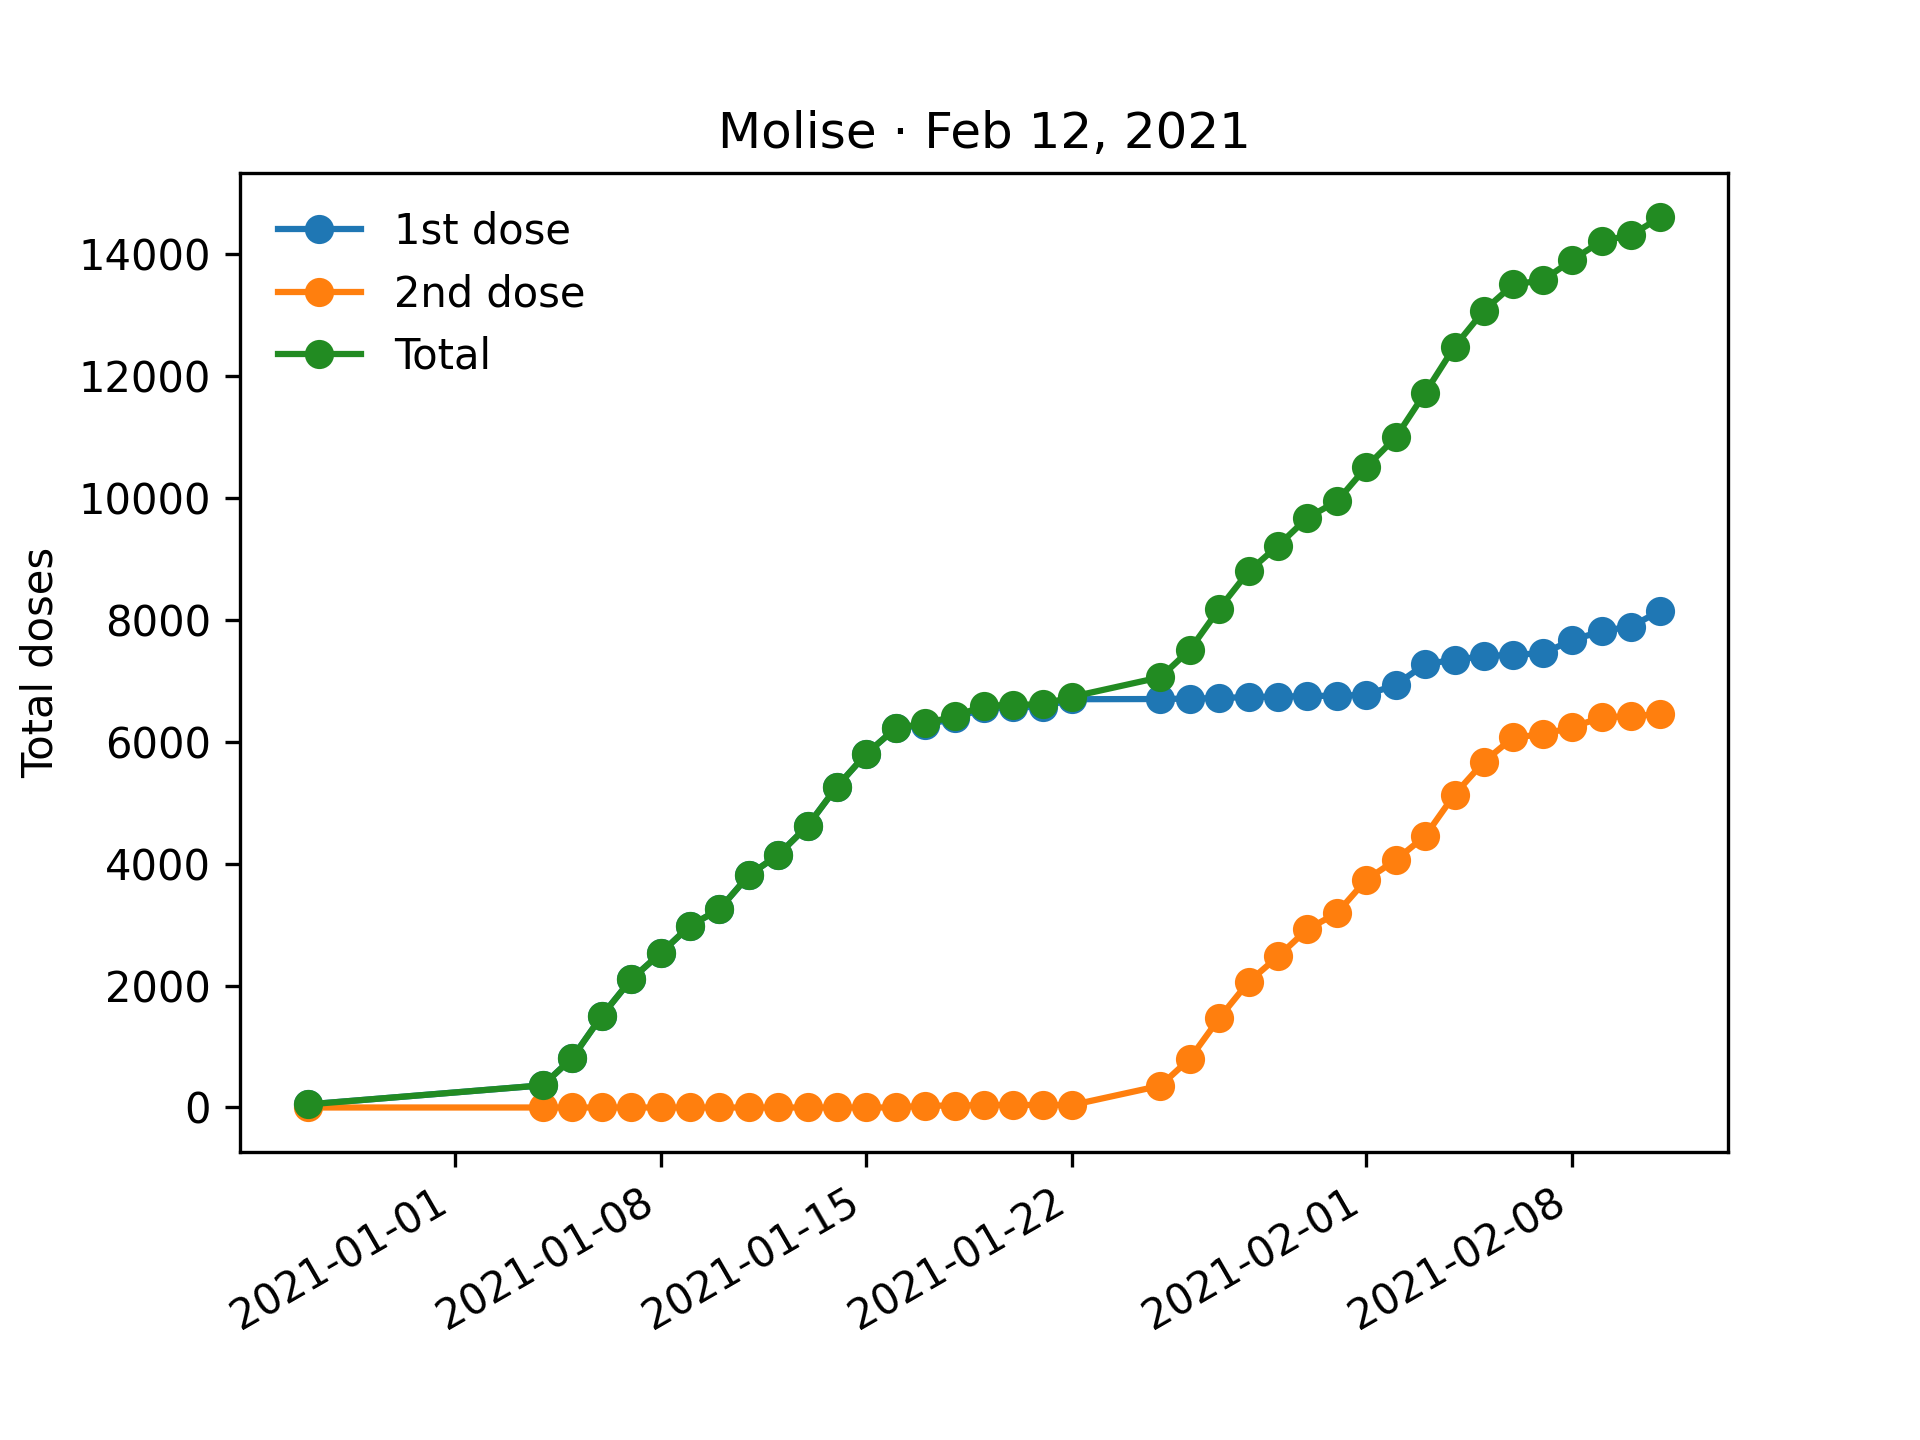 Molise · Feb 12, 2021
1st dose
2nd dose
Total
Total doses
14000
12000
10000
8000
6000
4000
2000
0
2021-01-01
2021-01-08
2021-01-15
2021-01-22
2021-02-01
2021-02-08